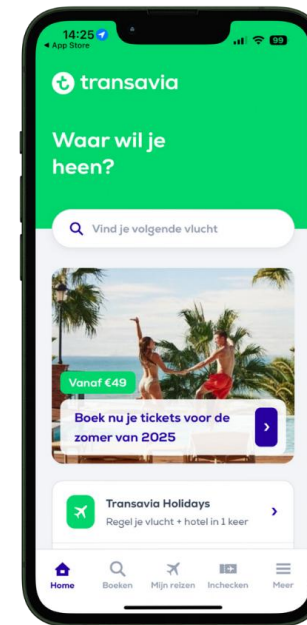 14:25
99
App Store
transavia
Waar wil je
heen?
Vind je volgende vlucht
Vanaf €49
Boek nu je tickets voor de
zomer van 2025
Transavia Holidays
Regel je vlucht + hotel in 1 keer
Home
Boeken
Mijn reizen
Inchecken
Meer